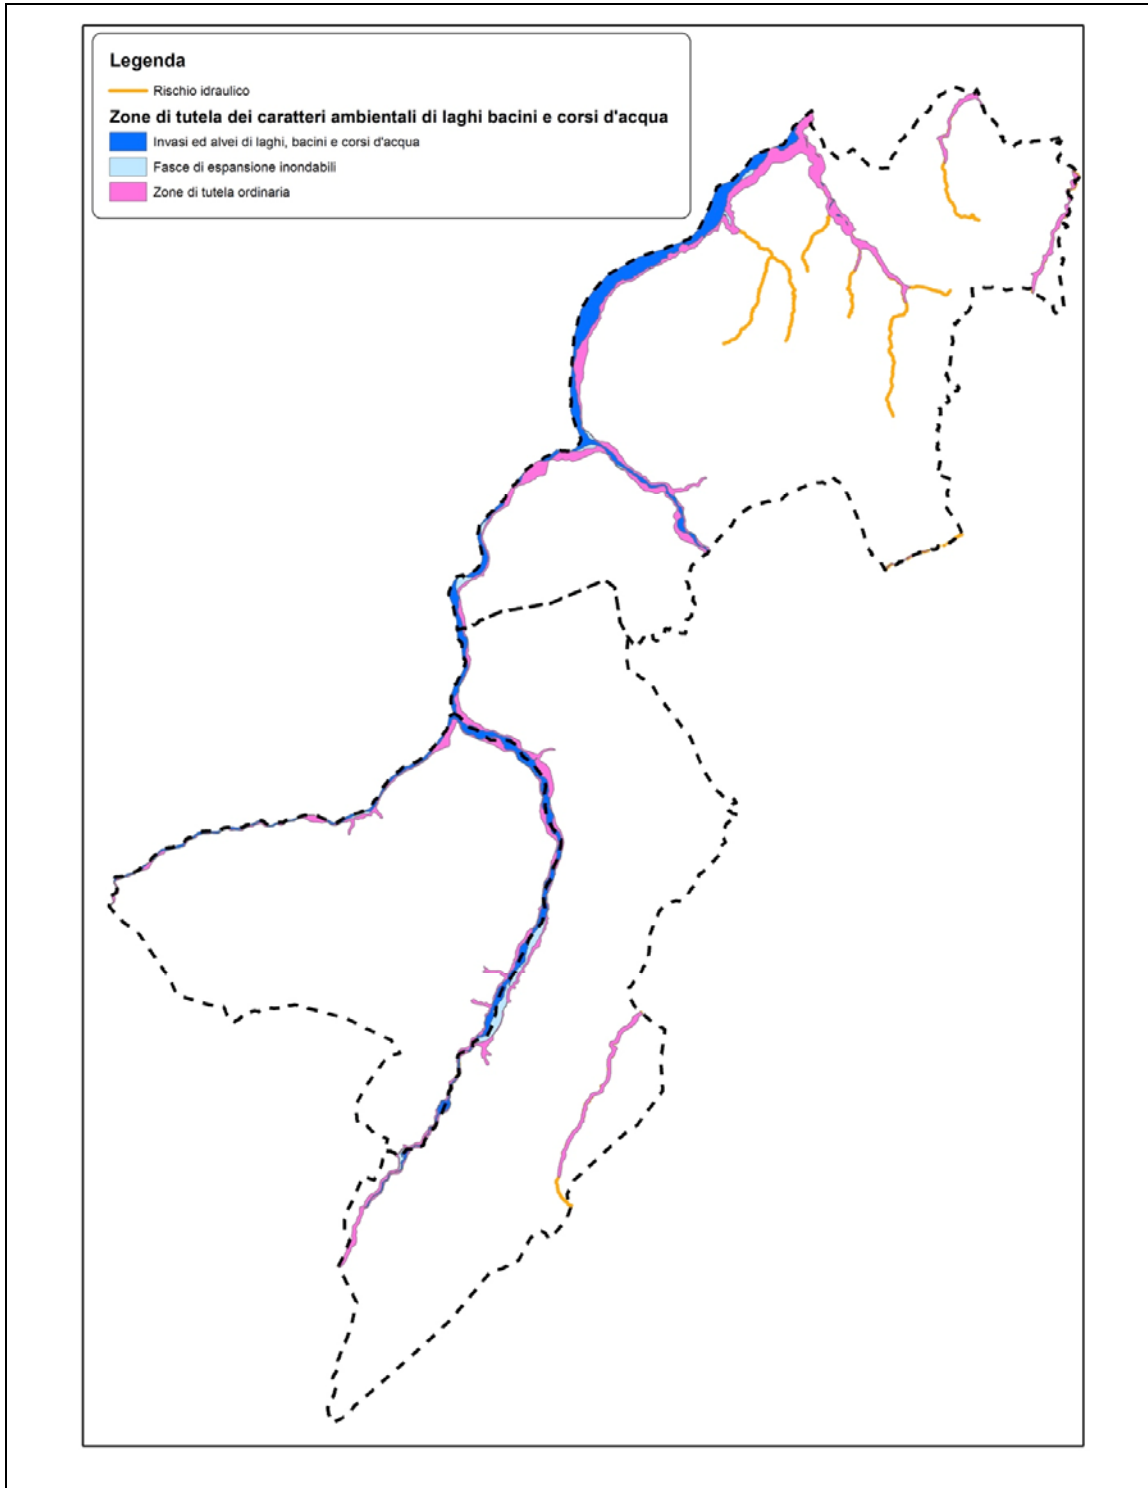 Legenda
Rischio idraulico
Zone di tutela dei caratteri ambientali di laghi bacini e corsi d'acqua
Invasi ed alvei di laghi, bacini e corsi d'acqua
Fasce di espansione inondabili
Zone di tutela ordinaria